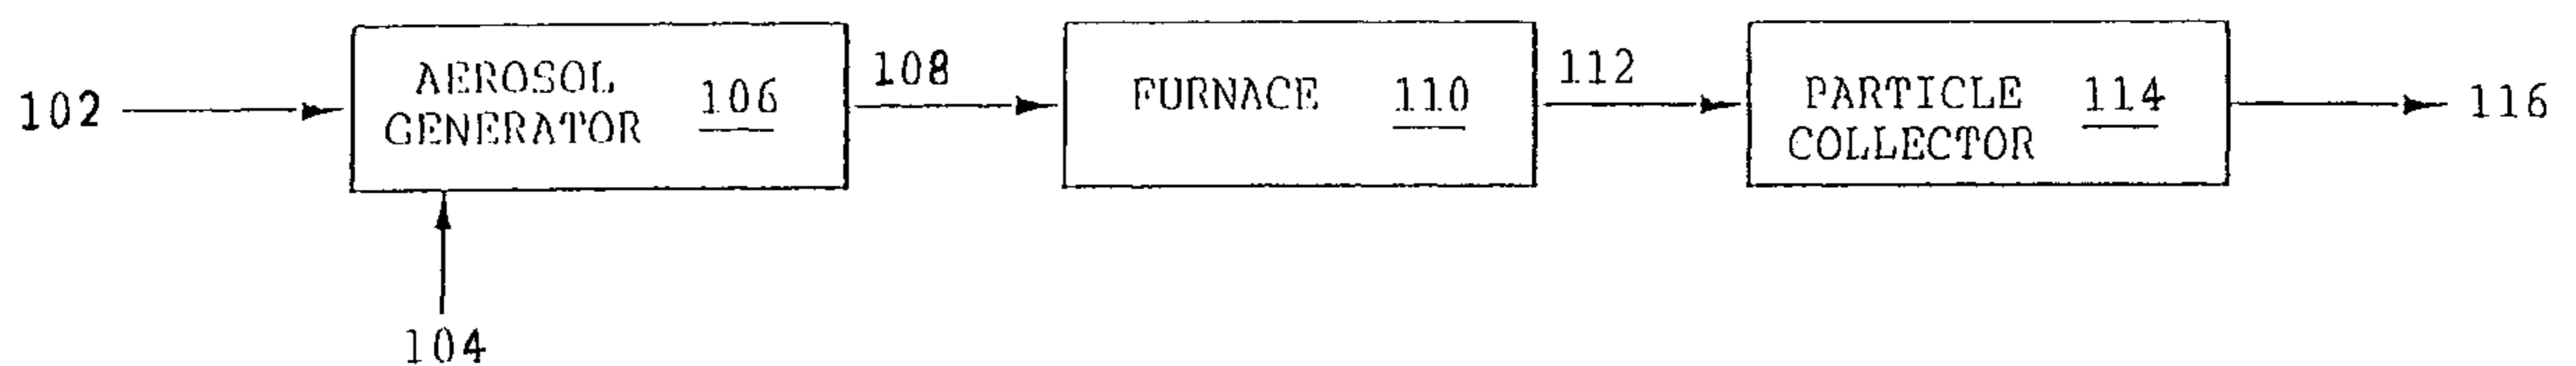 102
AEROSOL
GENERATOR
106
108
FURNACE
110
112
PARTICLE
COLLECTOR
114
116
104